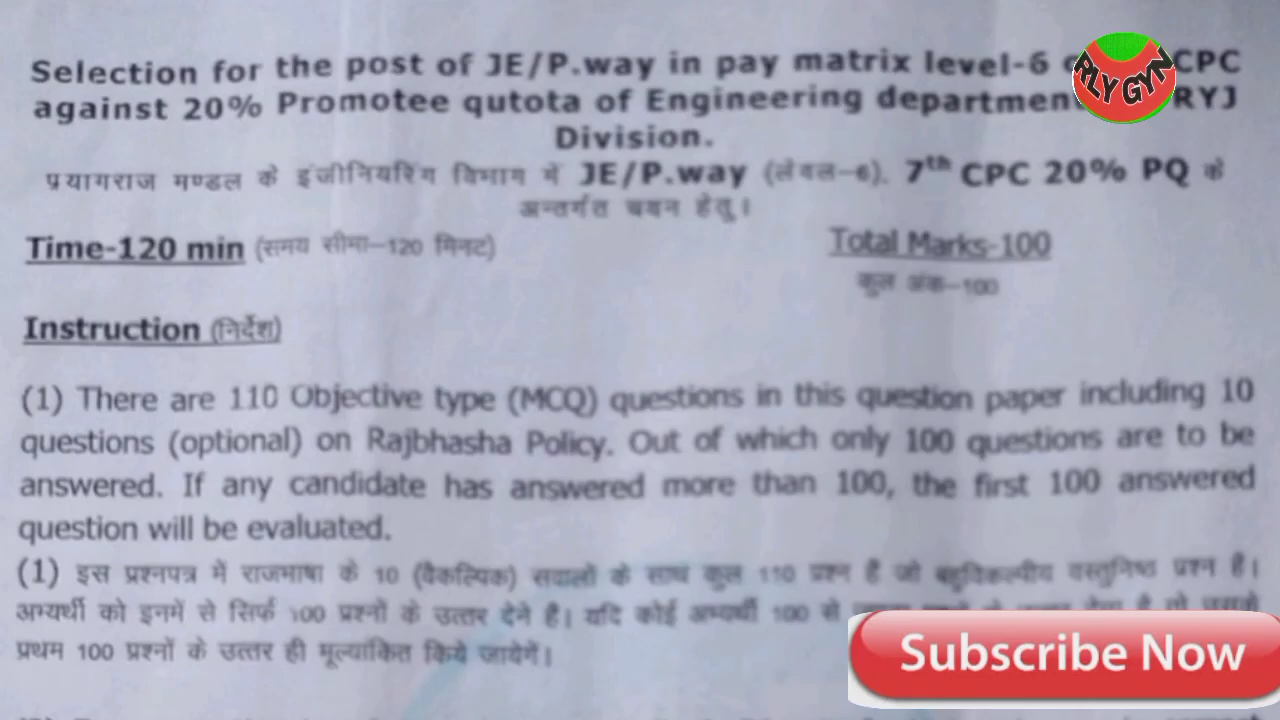 Selection for the post of JE/P.way in pay matrix level-6 CPC
against 20% Promotee qutota of Engineering department RYJ
Division.
प्रयागराज मण्डल के इंजीनियरिंग विभाग में JE/P.way (लेवल-6), 7th CPC 20% PQ के
अन्तर्गत चयन हेतु।
Time-120 min (समय सीमा-120 मिनट)
Total Marks-100
कुल अंक-100
Instruction (निर्देश)
(1) There are 110 Objective type (MCQ) questions in this question paper including 10
questions (optional) on Rajbhasha Policy. Out of which only 100 questions are to be
answered. If any candidate has answered more than 100, the first 100 answered
question will be evaluated.
(1) इस प्रश्नपत्र में राजभाषा के 10 (वैकल्पिक) सवालों के साथ कुल 110 प्रश्न है जो बहुविकल्पीय वस्तुनिष्ठ प्रश्न है।
अभ्यर्थी को इनमें से सिर्फ 100 प्रश्नों के उत्तर देने है। यदि कोई अभ्यर्थी 100 से
प्रथम 100 प्रश्नों के उत्तर ही मूल्यांकित किये जायेगें।
RLY GYN
Subscribe Now